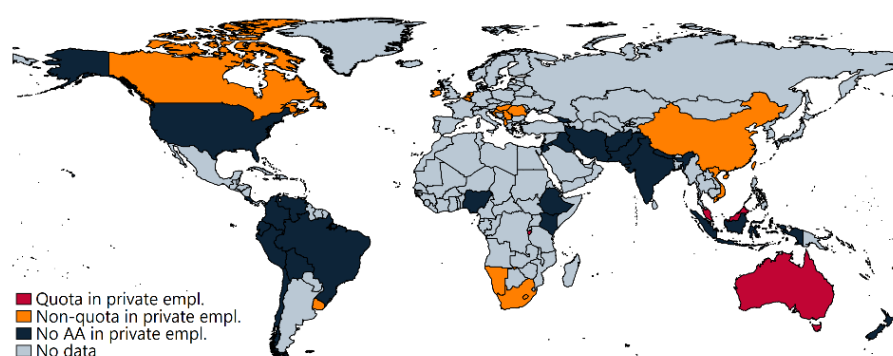 Quota in private empl.
Non-quota in private empl.
No AA in private empl.
No data